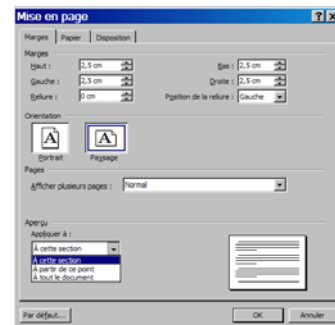 Mise en page
Marges Papier Disposition
Marges
Haut : 2,5 cm Bas : 2,5 cm
Gauche : 2,5 cm Droite : 2,5 cm
Reliure : 0 cm Position de la reliure : Gauche
Orientation
Portrait Paysage
Pages
Afficher plusieurs pages : Normal
Aperçu
Appliquer à :
À cette section
À cette section
À partir de ce point
À tout le document
Par défaut... OK Annuler